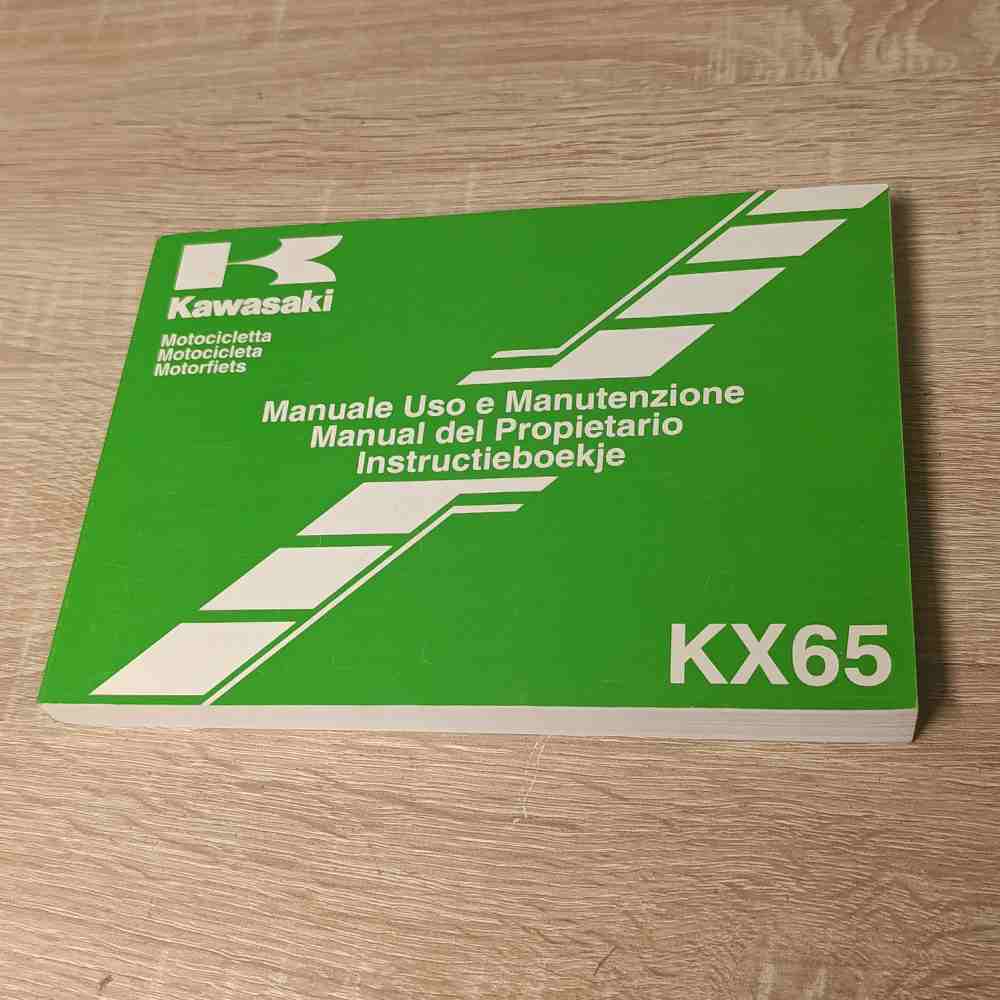 Kawasaki
Motocicletta
Motocicleta
Motorfiets
Manuale Uso e Manutenzione
Manual del Propietario
Instructieboekje
KX65